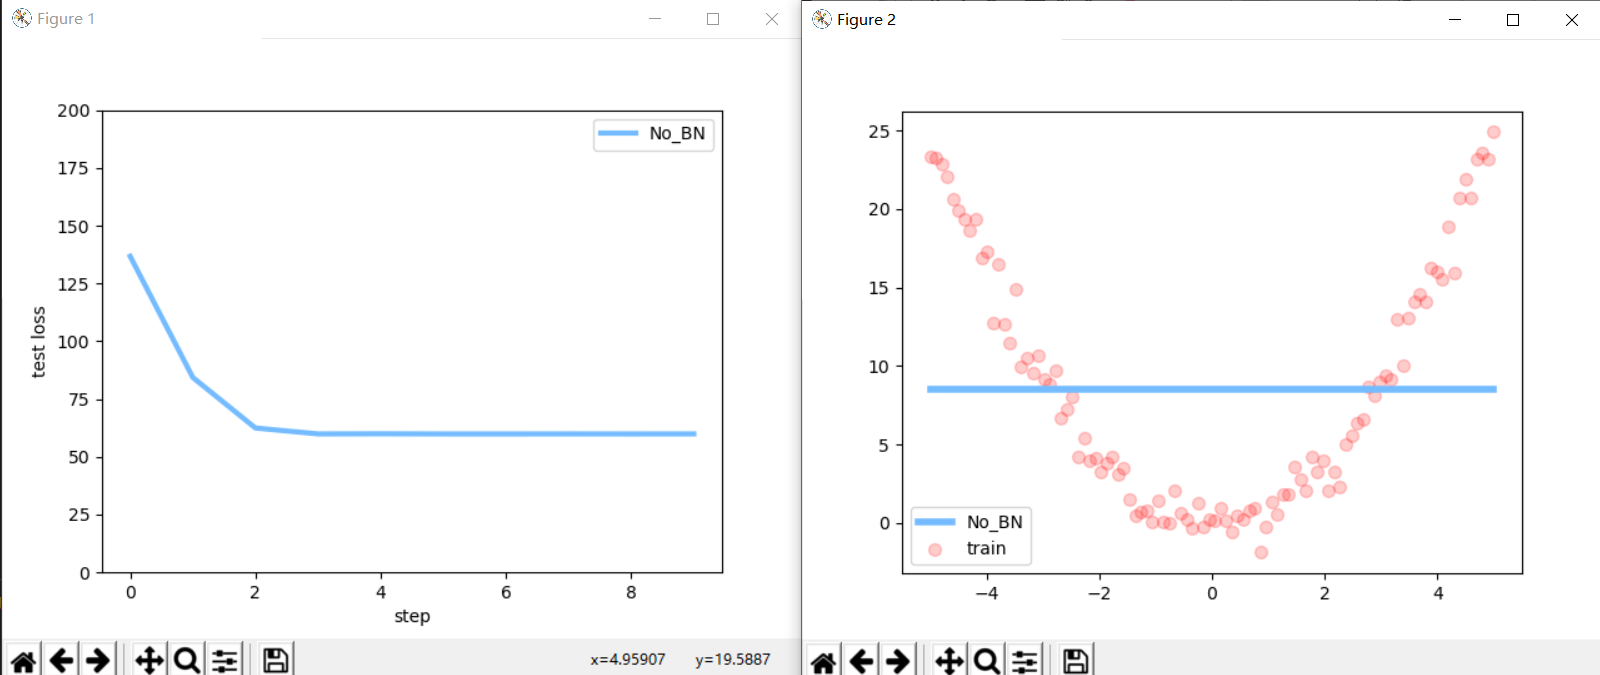 Figure 1
200
175
150
125
100
75
50
25
0
test loss
No_BN
0 2 4 6 8
step
x=4.95907 y=19.5887
Figure 2
25
20
15
10
5
0
No_BN
train
−4 −2 0 2 4